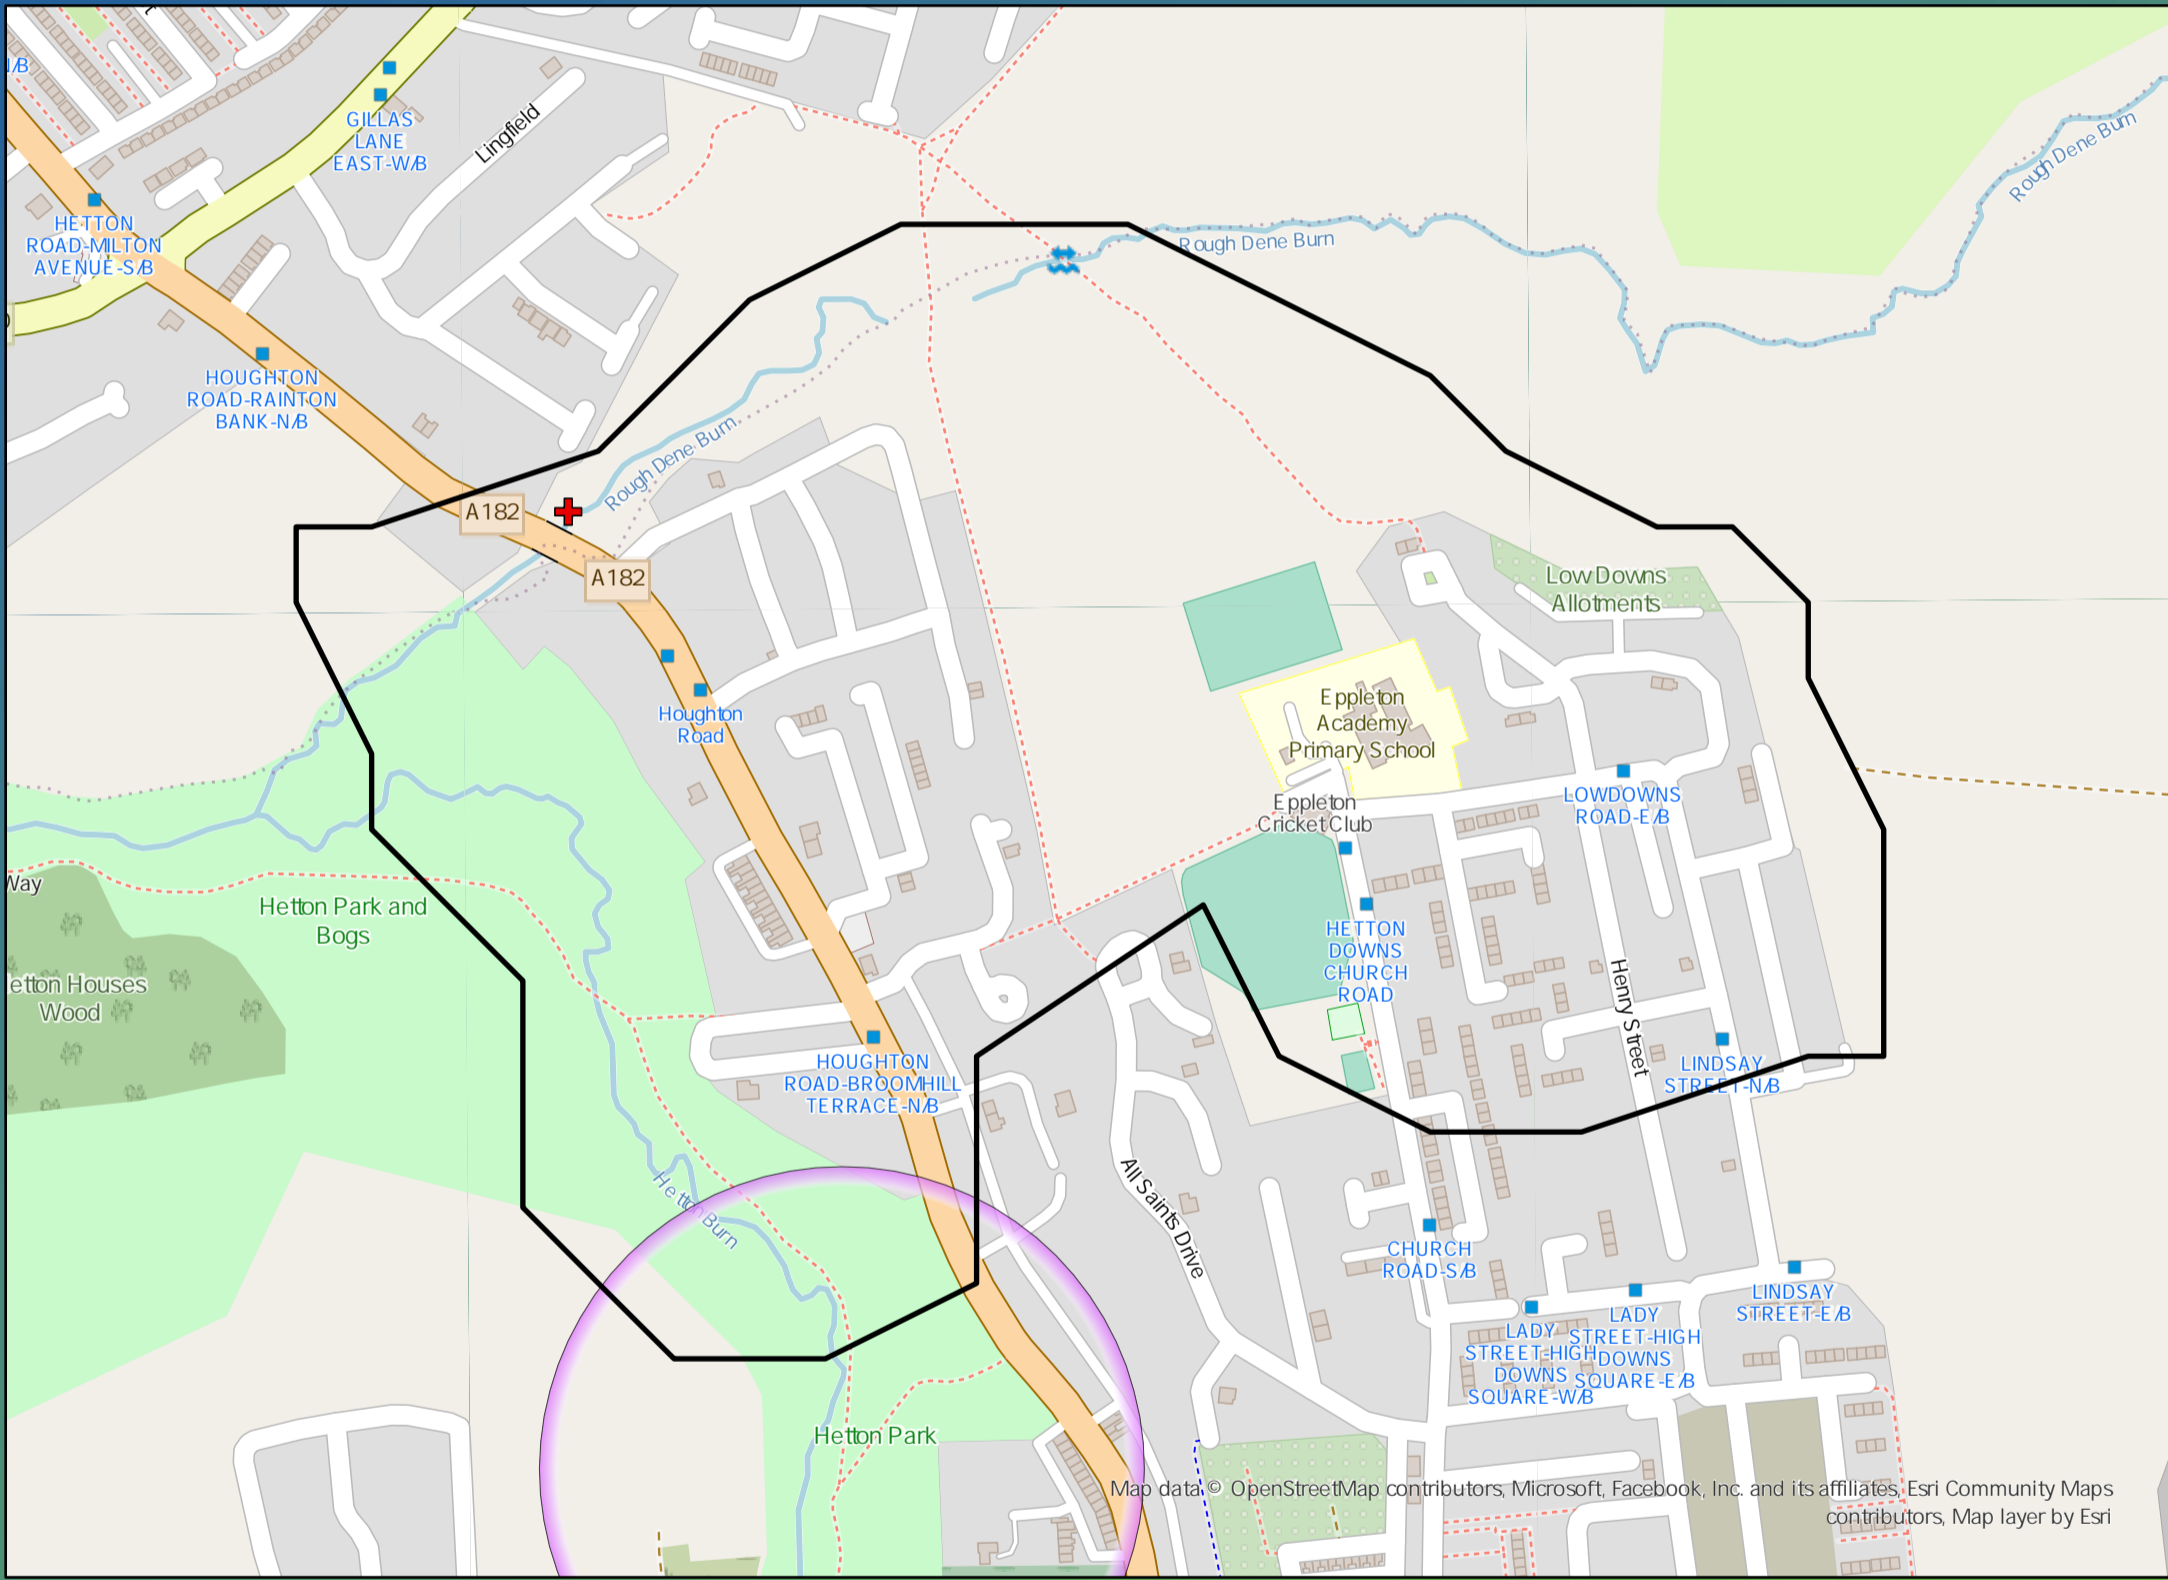 GILLAS
LANE
EAST-W/B
Lingfield
HETTON
ROAD-MILTON
AVENUE-S/B
HOUGHTON
ROAD-RAINTON
BANK-N/B
Rough Dene Burn
Rough Dene Burn
Rough Dene Burn
A182
A182
Low Downs
Allotments
Houghton
Road
Eppleton
Academy
Primary School
Eppleton
Cricket Club
LOWDOWNS
ROAD-E/B
Way
Hetton Park and
Bogs
etton Houses
Wood
HETTON
DOWNS
CHURCH
ROAD
Henry Street
HOUGHTON
ROAD-BROOMHILL
TERRACE-N/B
LINDSAY
STREET-N/B
Hetton Burn
All Saints Drive
CHURCH
ROAD-S/B
LINDSAY
STREET-E/B
LADY
STREET-HIGH
DOWNS
SQUARE-W/B
LADY
STREET-HIGH
DOWNS
SQUARE-E/B
Hetton Park
Map data © OpenStreetMap contributors, Microsoft, Facebook, Inc. and its affiliates, Esri Community Maps
contributors, Map layer by Esri